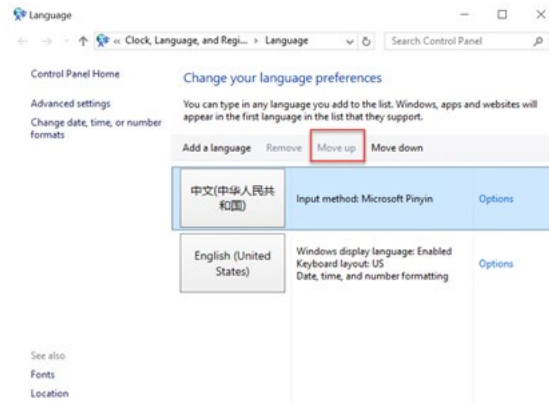 Language
« Clock, Language, and Regi... > Language
Search Control Panel
Control Panel Home
Advanced settings
Change date, time, or number
formats
See also
Fonts
Location
Change your language preferences
You can type in any language you add to the list. Windows, apps and websites will
appear in the first language in the list that they support.
Add a language Remove Move up Move down
中文(中华人民共
和国)
Input method: Microsoft Pinyin
Options
English (United
States)
Windows display language: Enabled
Keyboard layout: US
Date, time, and number formatting
Options